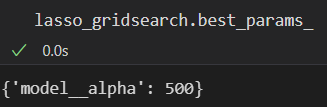 lasso_gridsearch.best_params_
0.0s
{'model__alpha': 500}